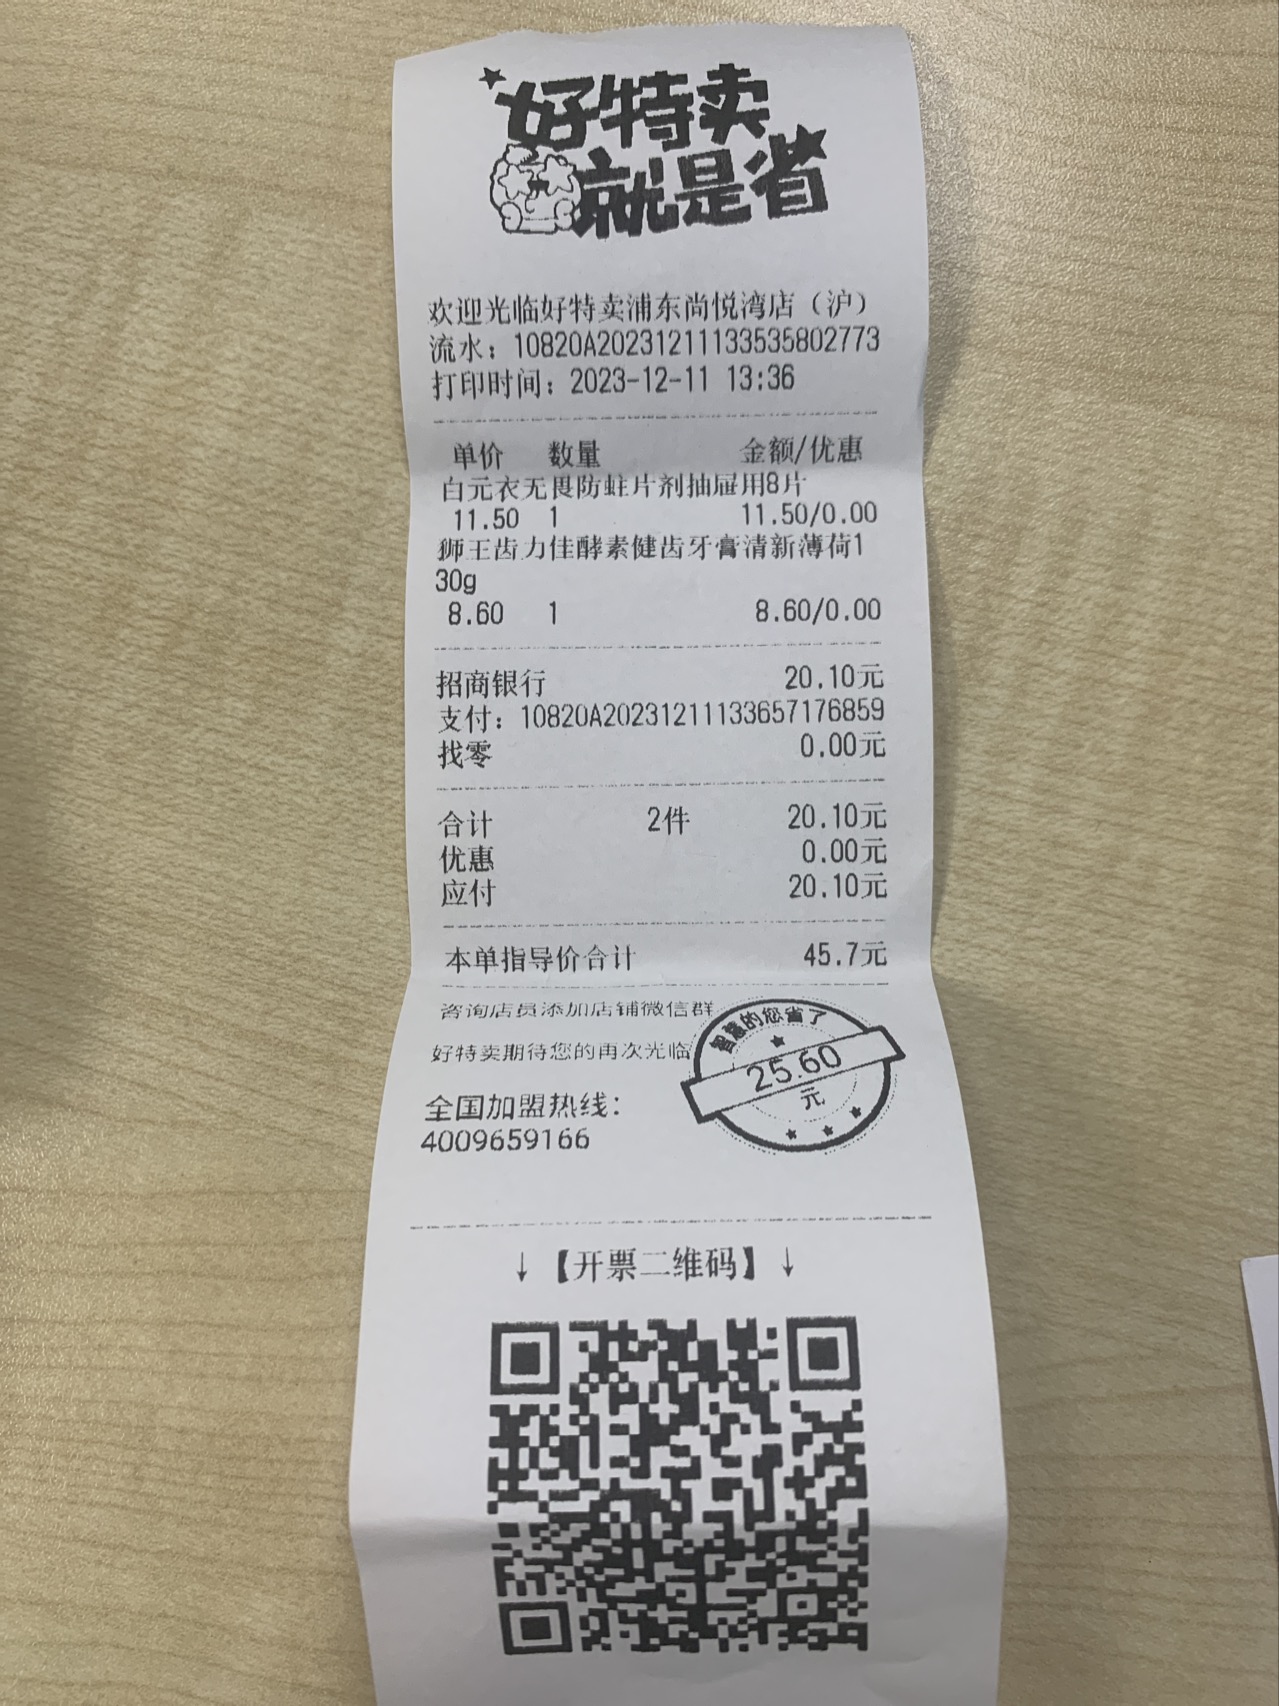 好特卖
就是省
欢迎光临好特卖浦东尚悦湾店（沪）
流水：10820A202312111133535802773
打印时间：2023-12-11 13:36
单价 数量 金额/优惠
白元衣无畏防蛀片剂抽屉用8片
11.50 1 11.50/0.00
狮王齿力佳酵素健齿牙膏清新薄荷1
30g
8.60 1 8.60/0.00
招商银行 20.10元
支付：10820A202312111133657176859
找零 0.00元
合计 2件 20.10元
优惠 0.00元
应付 20.10元
本单指导价合计 45.7元
咨询店员添加店铺微信群
好特卖期待您的再次光临
智慧的您省了
25.60
元
全国加盟热线：
4009659166
↓【开票二维码】↓